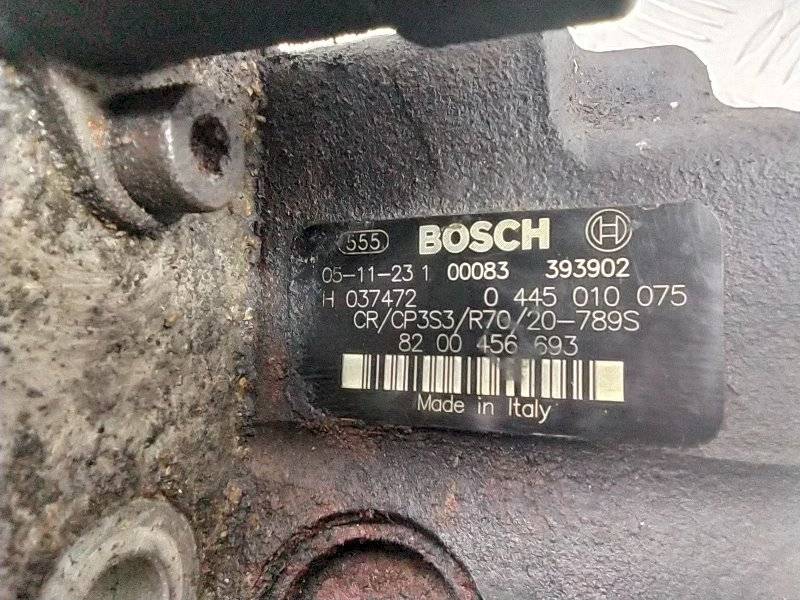 555 BOSCH
05-11-23 1 00083 393902
H 037472 0 445 010 075
CR/CP3S3/R70/20-789S
82 00 456 693
Made in Italy